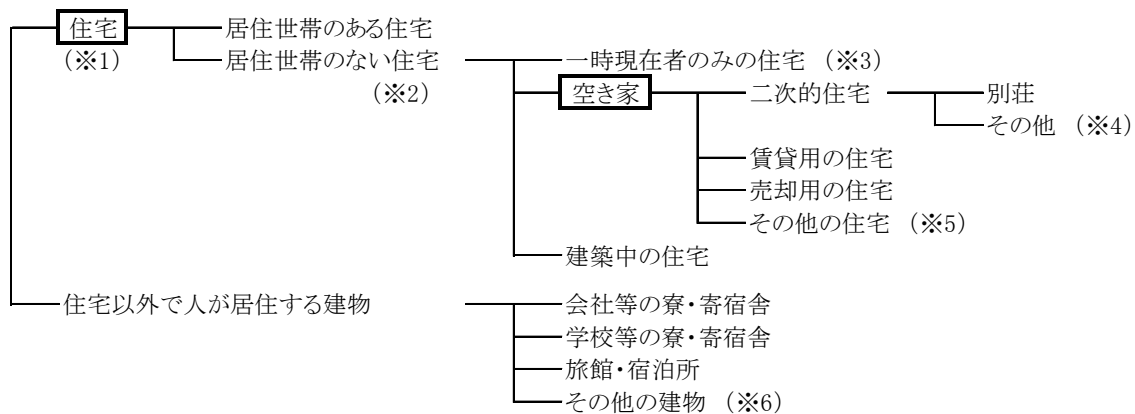 住宅 居住世帯のある住宅
(※1) 居住世帯のない住宅 一時現在者のみの住宅 (※3)
(※2) 空き家 二次的住宅 別荘
その他 (※4)
賃貸用の住宅
売却用の住宅
その他の住宅 (※5)
建築中の住宅
住宅以外で人が居住する建物 会社等の寮・寄宿舎
学校等の寮・寄宿舎
旅館・宿泊所
その他の建物 (※6)